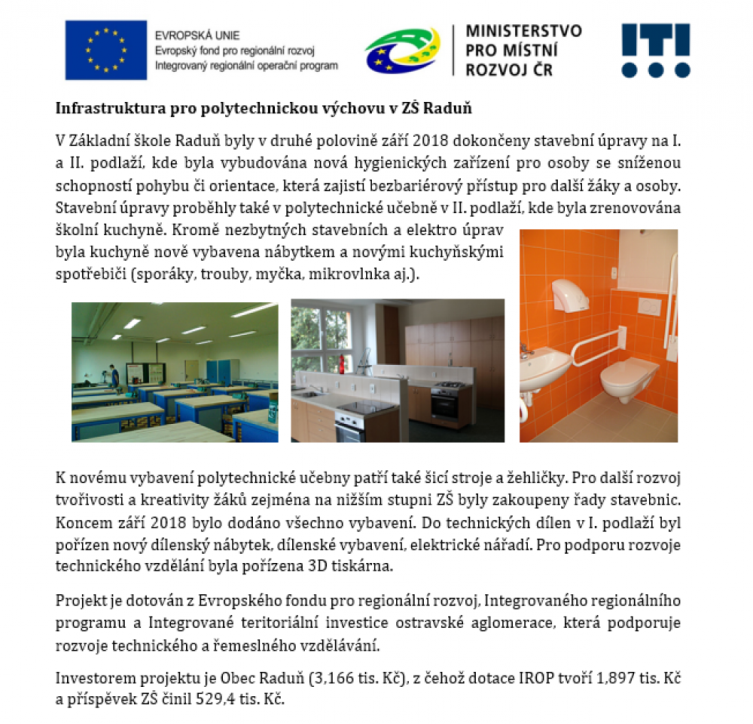 EVROPSKÁ UNIE
Evropský fond pro regionální rozvoj
Integrovaný regionální operační program
MINISTERSTVO
PRO MÍSTNÍ
ROZVOJ ČR
ITI
Infrastruktura pro polytechnickou výchovu v ZŠ Raduň
V Základní škole Raduň byly v druhé polovině září 2018 dokončeny stavební úpravy na I.
a II. podlaží, kde byla vybudována nová hygienických zařízení pro osoby se sníženou
schopností pohybu či orientace, která zajistí bezbariérový přístup pro další žáky a osoby.
Stavební úpravy proběhly také v polytechnické učebně v II. podlaží, kde byla zrenovována
školní kuchyně. Kromě nezbytných stavebních a elektro úprav
byla kuchyně nově vybavena nábytkem a novými kuchyňskými
spotřebiči (sporáky, trouby, myčka, mikrovlnka aj.).
K novému vybavení polytechnické učebny patří také šicí stroje a žehličky. Pro další rozvoj
tvořivosti a kreativity žáků zejména na nižším stupni ZŠ byly zakoupeny řady stavebnic.
Koncem září 2018 bylo dodáno všechno vybavení. Do technických dílen v I. podlaží byl
pořízen nový dílenský nábytek, dílenské vybavení, elektrické nářadí. Pro podporu rozvoje
technického vzdělání byla pořízena 3D tiskárna.
Projekt je dotován z Evropského fondu pro regionální rozvoj, Integrovaného regionálního
programu a Integrované teritoriální investice ostravské aglomerace, která podporuje
rozvoje technického a řemeslného vzdělávání.
Investorem projektu je Obec Raduň (3,166 tis. Kč), z čehož dotace IROP tvoří 1,897 tis. Kč
a příspěvek ZŠ činil 529,4 tis. Kč.